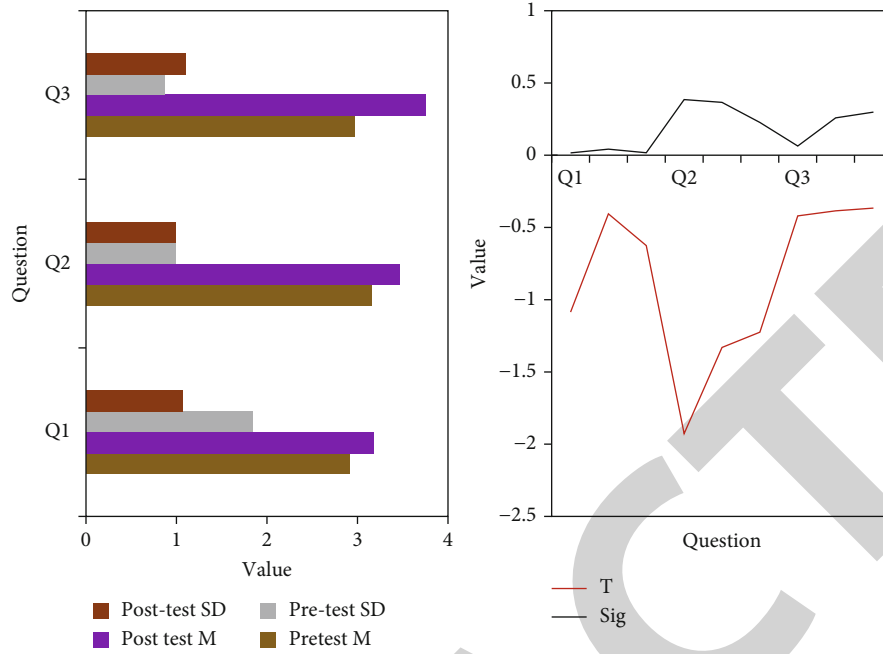 Question
Q3
Q2
Q1
0 1 2 3 4
Value
Post-test SD
Pre-test SD
Post test M
Pretest M
Value
1
0.5
0
−0.5
−1
−1.5
−2
−2.5
Q1 Q2 Q3
Question
T
Sig